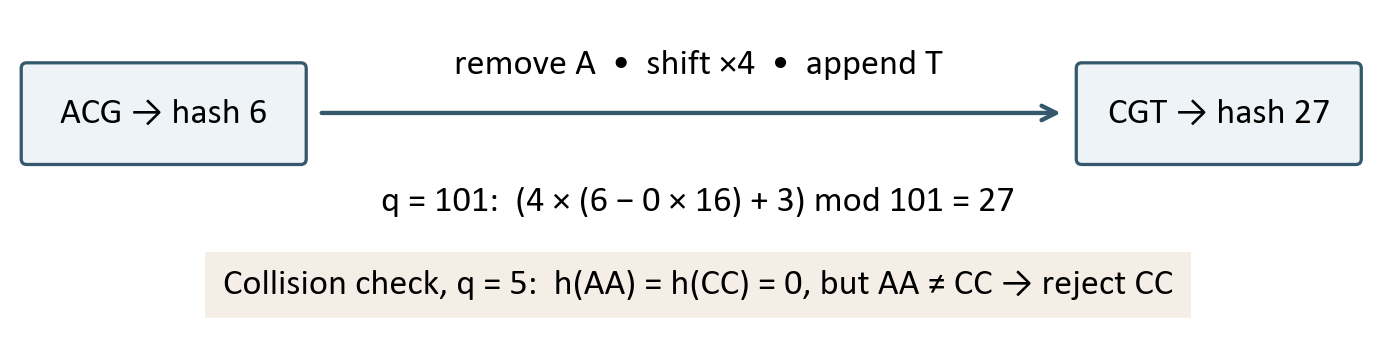 remove A • shift ×4 • append T
ACG → hash 6
CGT → hash 27
q = 101: (4 × (6 − 0 × 16) + 3) mod 101 = 27
Collision check, q = 5: h(AA) = h(CC) = 0, but AA ≠ CC → reject CC